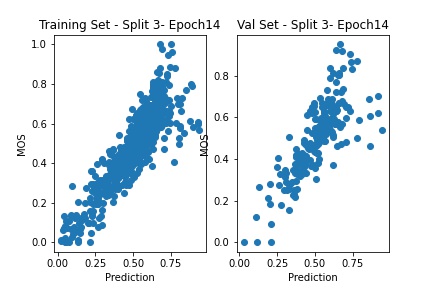 Training Set - Split 3- Epoch14
MOS
1.0
0.8
0.6
0.4
0.2
0.0
0.00 0.25 0.50 0.75
Prediction
Val Set - Split 3- Epoch14
MOS
0.8
0.6
0.4
0.2
0.0
0.00 0.25 0.50 0.75
Prediction